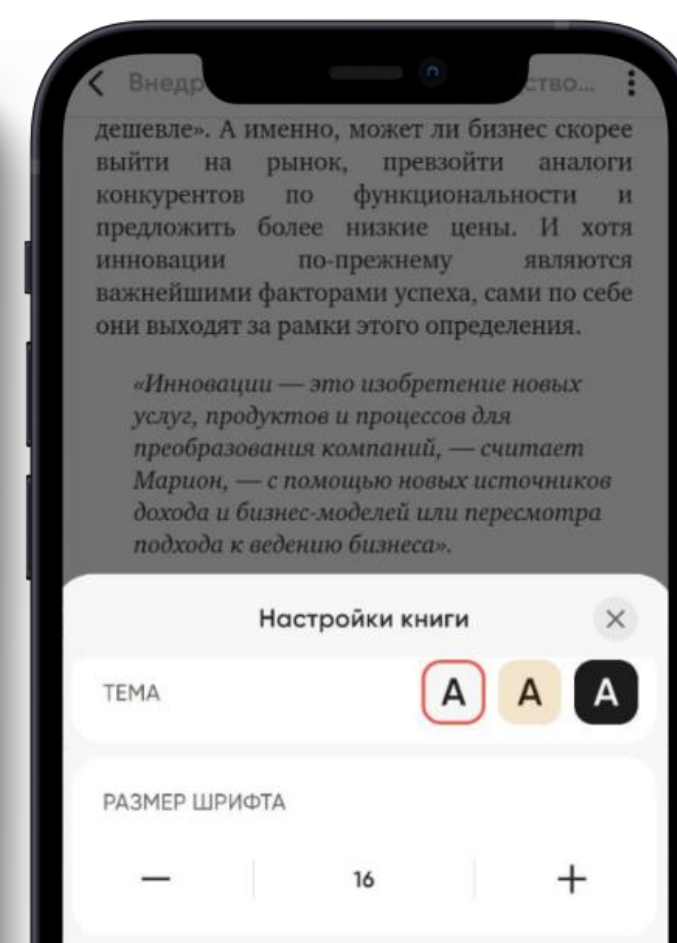 Внедр
ство...
дешевле». А именно, может ли бизнес скорее
выйти на рынок, превзойти аналоги
конкурентов по функциональности и
предложить более низкие цены. И хотя
инновации по-прежнему являются
важнейшими факторами успеха, сами по себе
они выходят за рамки этого определения.
«Инновации — это изобретение новых
услуг, продуктов и процессов для
преобразования компаний, — считает
Марион, — с помощью новых источников
дохода и бизнес-моделей или пересмотра
подхода к ведению бизнеса».
Настройки книги
ТЕМА A A A
РАЗМЕР ШРИФТА
— 16 +